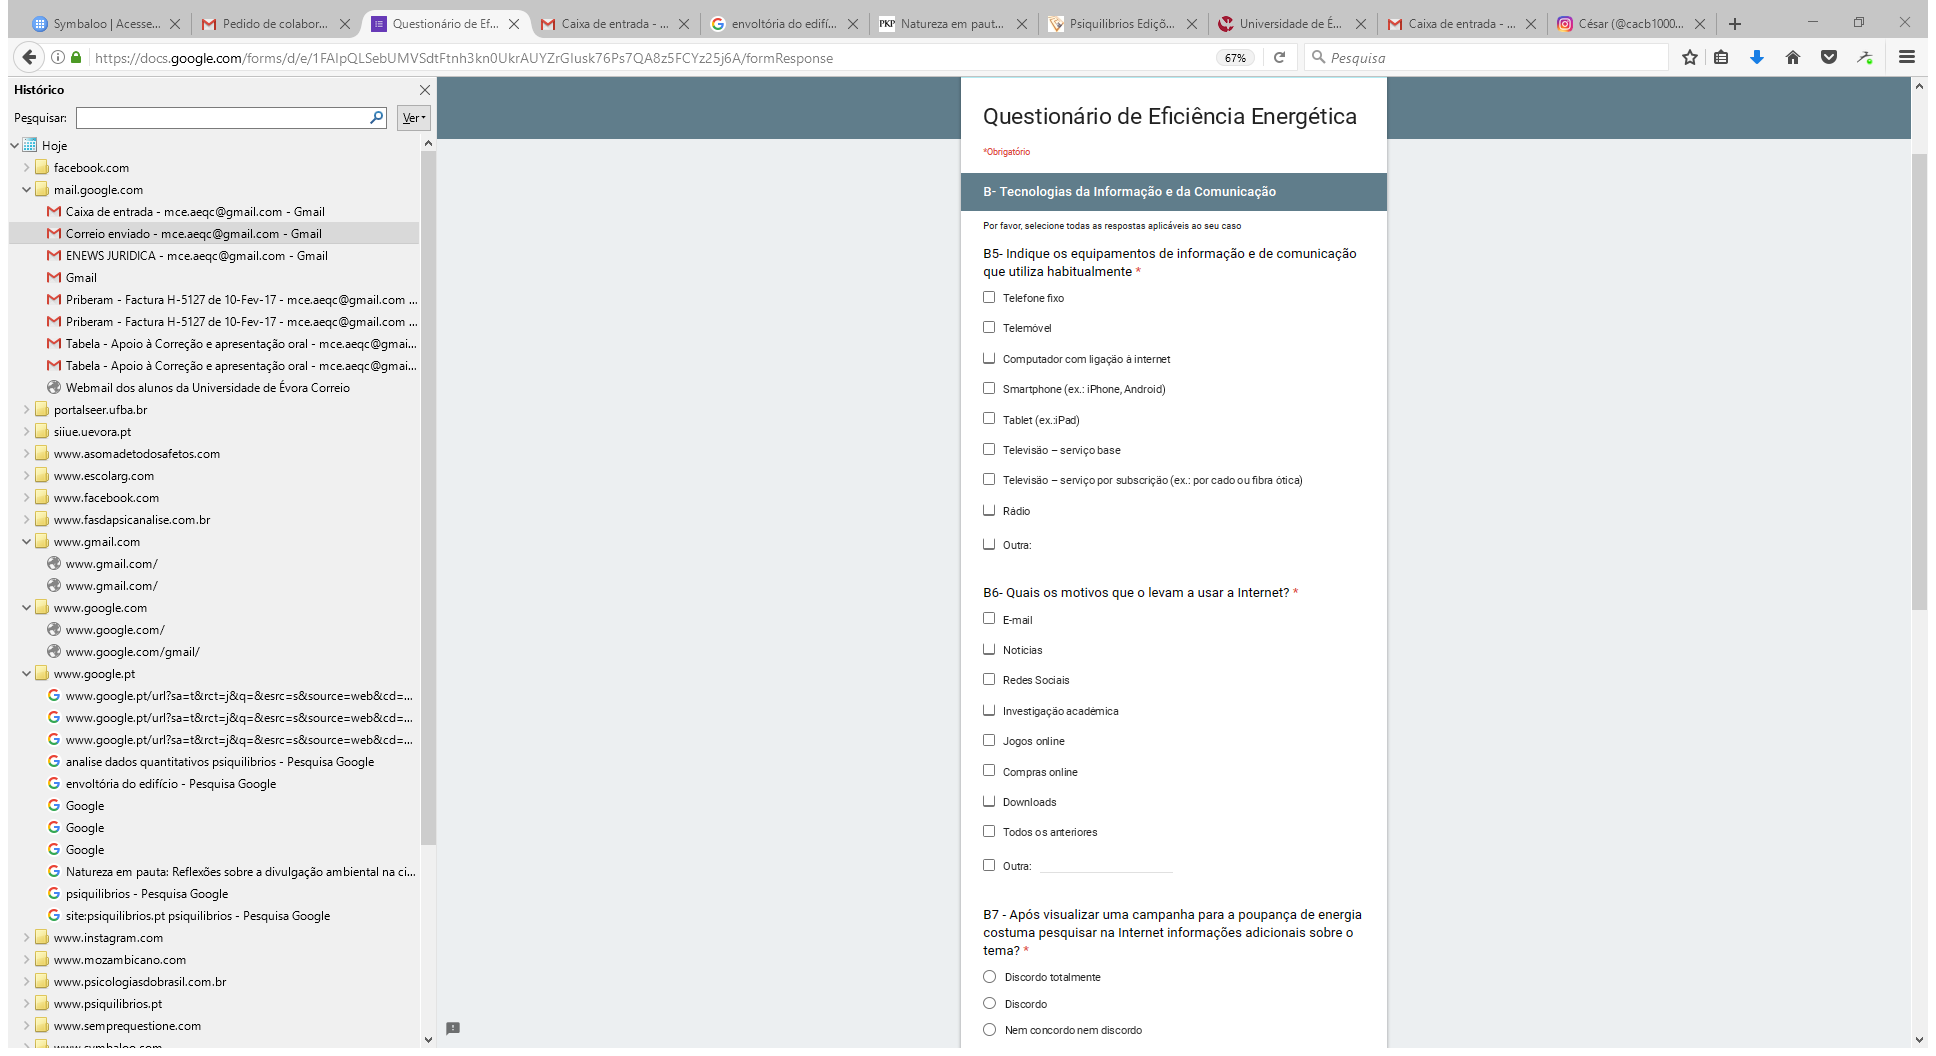 Symbaloo | Acesse...
Pedido de colabor...
Questionário de Ef...
Caixa de entrada - ...
envoltória do edifí...
PKP Natureza em paut...
Psiquilibrios Ediçõ...
Universidade de É...
Caixa de entrada - ...
César (@cacb1000...
https://docs.google.com/forms/d/e/1FAIpQLSebUMVSdtFtnh3kn0UkrAUYZrGIusk76Ps7QA8z5FCYz25j6A/formResponse
67%
Pesquisa
Histórico
Pesquisar:
Ver
Hoje
facebook.com
mail.google.com
Caixa de entrada - mce.aeqc@gmail.com - Gmail
Correio enviado - mce.aeqc@gmail.com - Gmail
ENEWS JURIDICA - mce.aeqc@gmail.com - Gmail
Gmail
Priberam - Factura H-5127 de 10-Fev-17 - mce.aeqc@gmail.com ...
Priberam - Factura H-5127 de 10-Fev-17 - mce.aeqc@gmail.com ...
Tabela - Apoio à Correção e apresentação oral - mce.aeqc@gmai...
Tabela - Apoio à Correção e apresentação oral - mce.aeqc@gmai...
Webmail dos alunos da Universidade de Évora Correio
portalseer.ufba.br
siiue.uevora.pt
www.asomadetodosafetos.com
www.escolarg.com
www.facebook.com
www.fasdapsicanalise.com.br
www.gmail.com
www.gmail.com/
www.gmail.com/
www.google.com
www.google.com/
www.google.com/gmail/
www.google.pt
www.google.pt/url?sa=t&rct=j&q=&esrc=s&source=web&cd=...
www.google.pt/url?sa=t&rct=j&q=&esrc=s&source=web&cd=...
www.google.pt/url?sa=t&rct=j&q=&esrc=s&source=web&cd=...
analise dados quantitativos psiquilibrios - Pesquisa Google
envoltória do edifício - Pesquisa Google
Google
Google
Google
Natureza em pauta: Reflexões sobre a divulgação ambiental na ci...
psiquilibrios - Pesquisa Google
site:psiquilibrios.pt psiquilibrios - Pesquisa Google
www.instagram.com
www.mozambicano.com
www.psicologiasdobrasil.com.br
www.psiquilibrios.pt
www.semprequestione.com
www.symbaloo.com
Questionário de Eficiência Energética
*Obrigatório
B- Tecnologias da Informação e da Comunicação
Por favor, selecione todas as respostas aplicáveis ao seu caso
B5- Indique os equipamentos de informação e de comunicação
que utiliza habitualmente *
Telefone fixo
Telemóvel
Computador com ligação à internet
Smartphone (ex.: iPhone, Android)
Tablet (ex.:iPad)
Televisão – serviço base
Televisão – serviço por subscrição (ex.: por cado ou fibra ótica)
Rádio
Outra:
B6- Quais os motivos que o levam a usar a Internet? *
E-mail
Notícias
Redes Sociais
Investigação académica
Jogos online
Compras online
Downloads
Todos os anteriores
Outra:
B7 - Após visualizar uma campanha para a poupança de energia
costuma pesquisar na Internet informações adicionais sobre o
tema? *
Discordo totalmente
Discordo
Nem concordo nem discordo